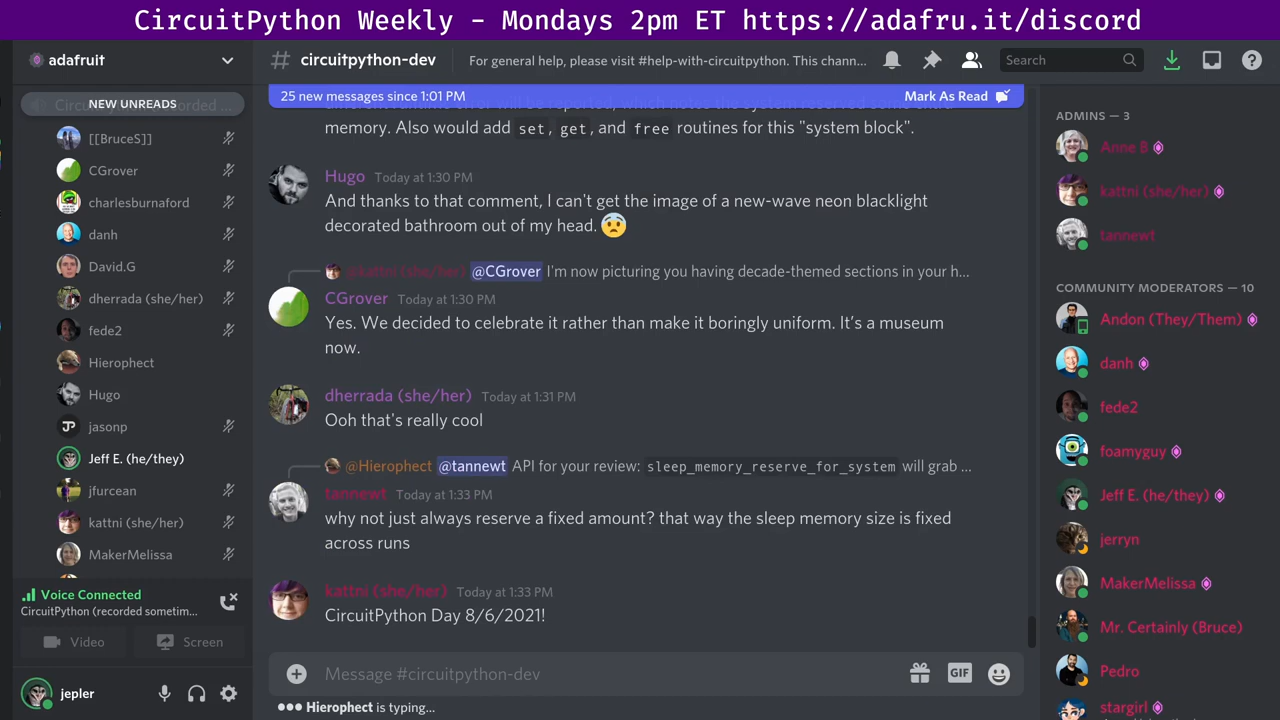 CircuitPython Weekly - Mondays 2pm ET https://adafru.it/discord
adafruit
NEW UNREADS
[[BruceS]]
CGrover
charlesburnaford
danh
David.G
dherrada (she/her)
fede2
Hierophect
Hugo
jasonp
Jeff E. (he/they)
jfurcean
kattni (she/her)
MakerMelissa
Voice Connected
CircuitPython (recorded sometim...
Video
Screen
jepler
# circuitpython-dev
For general help, please visit #help-with-circuitpython. This chann...
Search
25 new messages since 1:01 PM
Mark As Read
memory. Also would add set, get, and free routines for this "system block".
Hugo Today at 1:30 PM
And thanks to that comment, I can't get the image of a new-wave neon blacklight
decorated bathroom out of my head. 😨
@kattni (she/her) @CGrover I'm now picturing you having decade-themed sections in your h...
CGrover Today at 1:30 PM
Yes. We decided to celebrate it rather than make it boringly uniform. It’s a museum
now.
dherrada (she/her) Today at 1:31 PM
Ooh that's really cool
@Hierophect @tannewt API for your review: sleep_memory_reserve_for_system will grab ...
tannewt Today at 1:33 PM
why not just always reserve a fixed amount? that way the sleep memory size is fixed
across runs
kattni (she/her) Today at 1:33 PM
CircuitPython Day 8/6/2021!
Message #circuitpython-dev
GIF
Hierophect is typing...
ADMINS — 3
Anne B
kattni (she/her)
tannewt
COMMUNITY MODERATORS — 10
Andon (They/Them)
danh
fede2
foamyguy
Jeff E. (he/they)
jerryn
MakerMelissa
Mr. Certainly (Bruce)
Pedro
stargirl